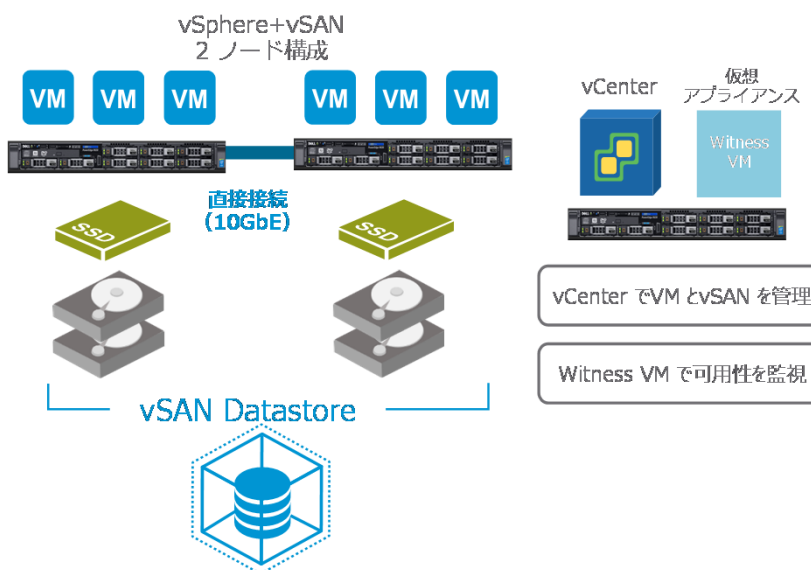 vSphere+vSAN
2 ノード構成
VM VM VM VM VM VM
直接接続
(10GbE)
SSD SSD
vSAN Datastore
vCenter
仮想
アプライアンス
Witness
VM
vCenter でVM とvSAN を管理
Witness VM で可用性を監視